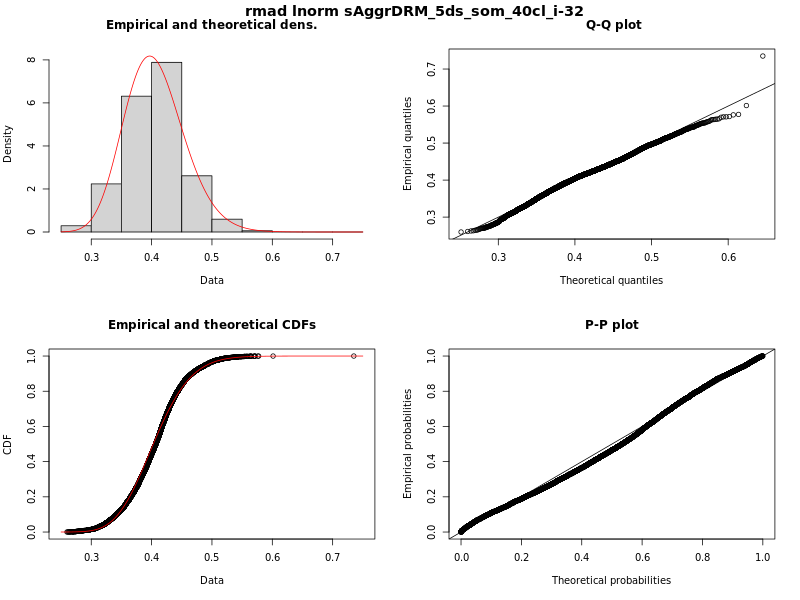 rmad lnorm sAggrDRM_5ds_som_40cl_i-32
Empirical and theoretical dens.
Density
0 2 4 6 8
0.3 0.4 0.5 0.6 0.7
Data
Q-Q plot
Empirical quantiles
0.3 0.4 0.5 0.6 0.7
0.3 0.4 0.5 0.6
Theoretical quantiles
Empirical and theoretical CDFs
CDF
0.0 0.2 0.4 0.6 0.8 1.0
0.3 0.4 0.5 0.6 0.7
Data
P-P plot
Empirical probabilities
0.0 0.2 0.4 0.6 0.8 1.0
0.0 0.2 0.4 0.6 0.8 1.0
Theoretical probabilities